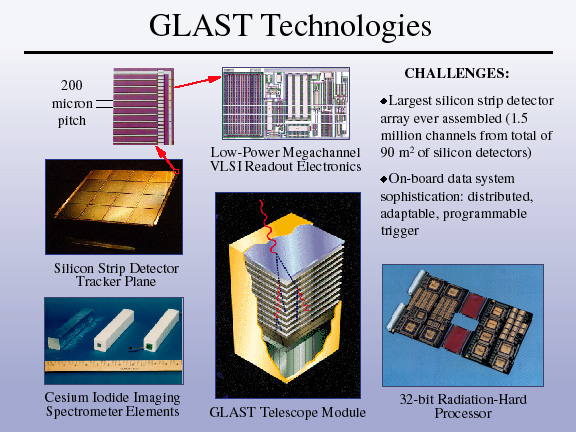 GLAST Technologies
200
micron
pitch
Low-Power Megachannel
VLSI Readout Electronics
CHALLENGES:
◆Largest silicon strip detector
array ever assembled (1.5
million channels from total of
90 m² of silicon detectors)
◆On-board data system
sophistication: distributed,
adaptable, programmable
trigger
Silicon Strip Detector
Tracker Plane
Cesium Iodide Imaging
Spectrometer Elements
GLAST Telescope Module
32-bit Radiation-Hard
Processor